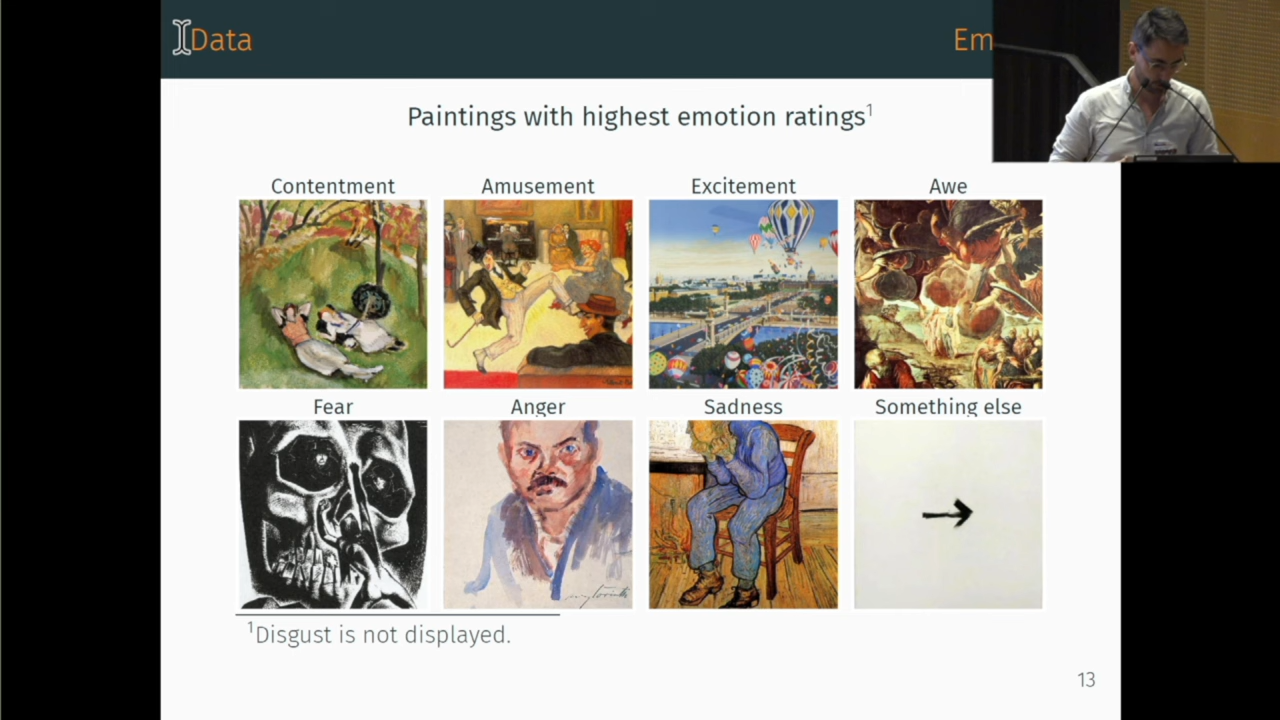 Data
Em
Paintings with highest emotion ratings¹
Contentment
Amusement
Excitement
Awe
Fear
Anger
Sadness
Something else
¹Disgust is not displayed.
13